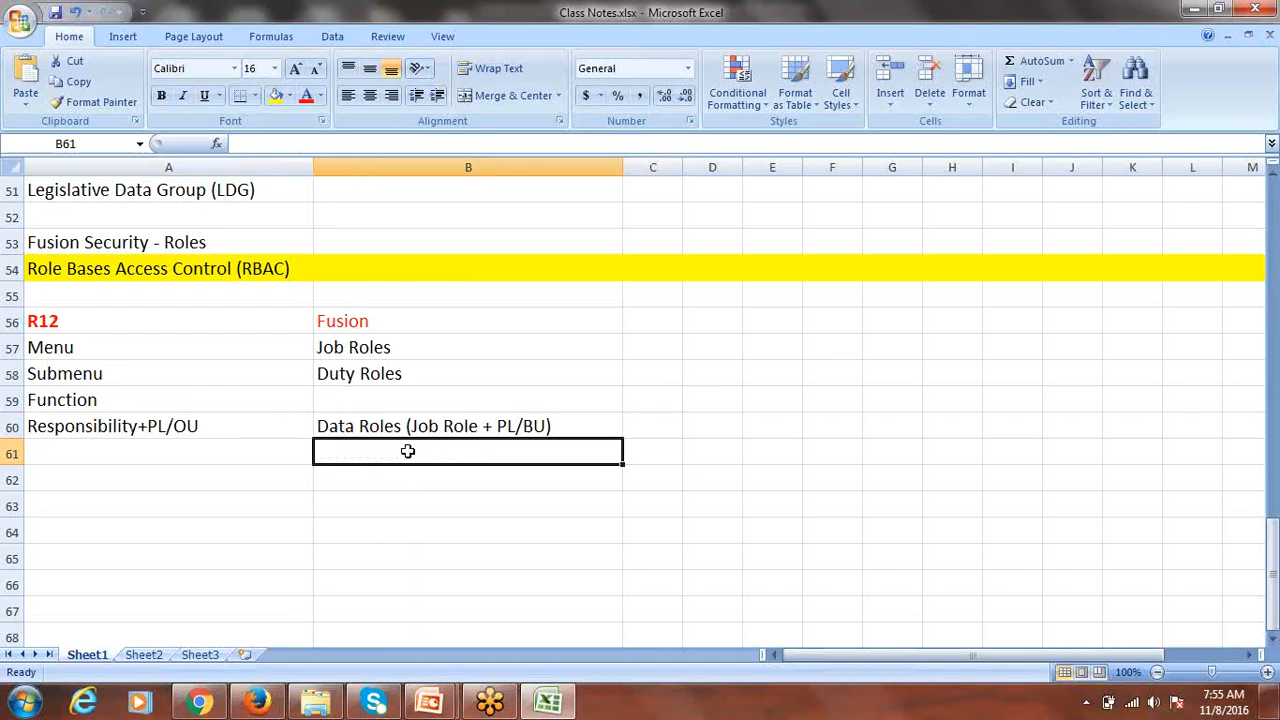 Class Notes.xlsx - Microsoft Excel
Home Insert Page Layout Formulas Data Review View
Cut
Copy
Format Painter
Paste
Clipboard
Calibri 16
B I U
Font
Wrap Text
Merge & Center
Alignment
General
$ % ,
Number
Conditional Formatting
Format as Table
Cell Styles
Styles
Insert Delete Format
Cells
AutoSum
Fill
Clear
Sort & Filter
Find & Select
Editing
B61 fx
A B C D E F G H I J K L M
51 Legislative Data Group (LDG)
52
53 Fusion Security - Roles
54 Role Bases Access Control (RBAC)
55
56 R12 Fusion
57 Menu Job Roles
58 Submenu Duty Roles
59 Function
60 Responsibility+PL/OU Data Roles (Job Role + PL/BU)
61
62
63
64
65
66
67
68
Sheet1 Sheet2 Sheet3
Ready 100%
7:55 AM
11/8/2016